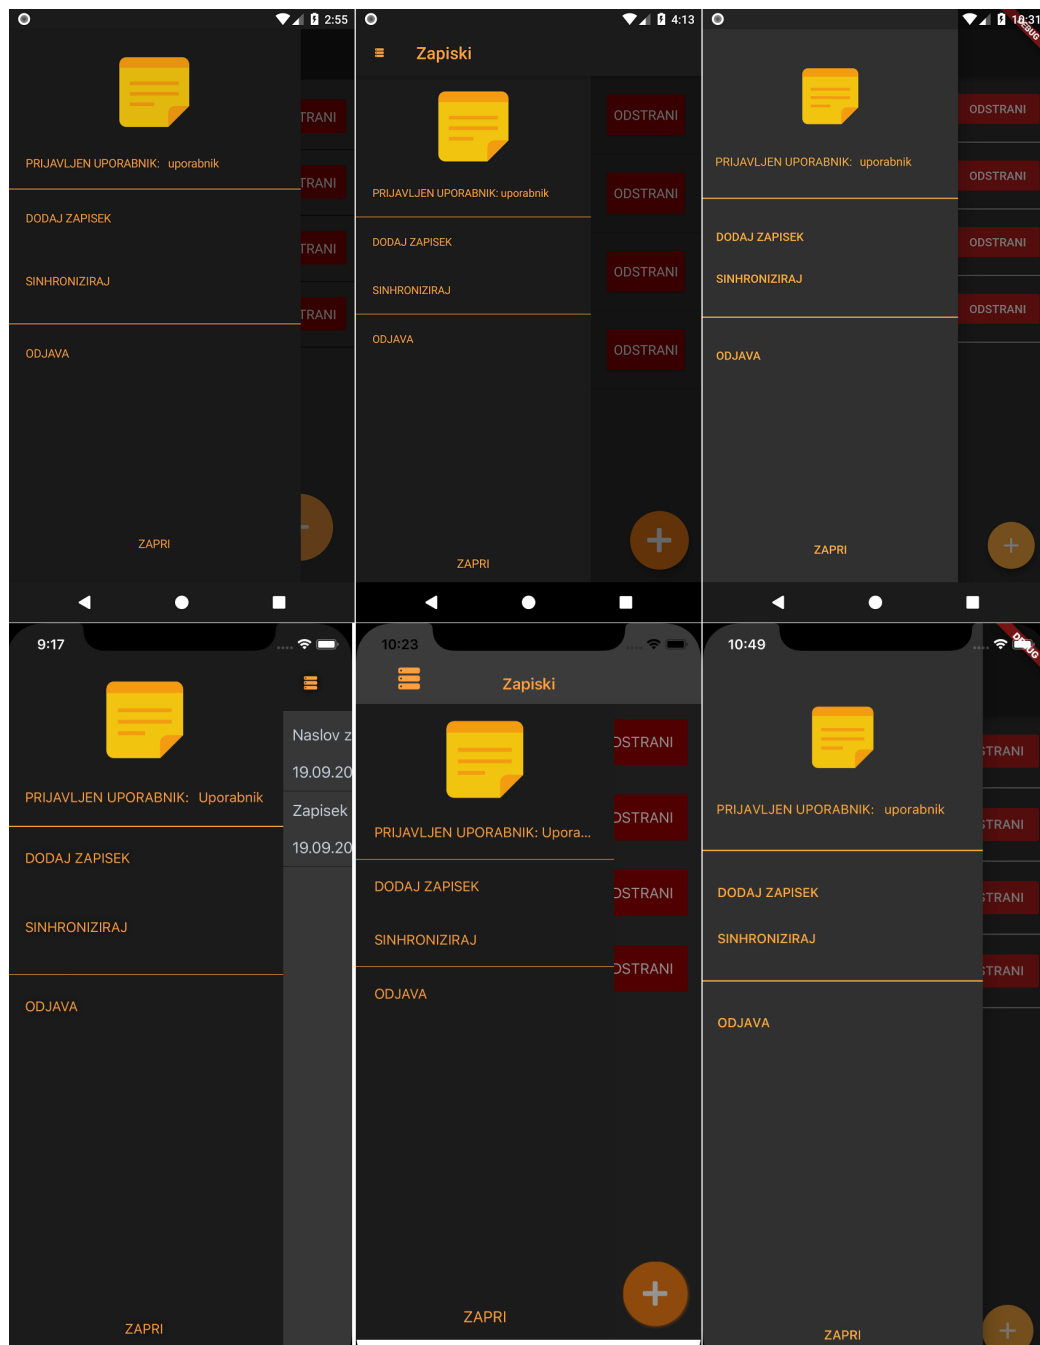 2:55
TRANI
PRIJAVLJEN UPORABNIK: uporabnik
TRANI
DODAJ ZAPISEK
TRANI
SINHRONIZIRAJ
TRANI
ODJAVA
ZAPRI
4:13
Zapiski
ODSTRANI
PRIJAVLJEN UPORABNIK: uporabnik
ODSTRANI
DODAJ ZAPISEK
ODSTRANI
SINHRONIZIRAJ
ODJAVA
ODSTRANI
ZAPRI
10:31
DEBUG
ODSTRANI
PRIJAVLJEN UPORABNIK: uporabnik
ODSTRANI
DODAJ ZAPISEK
ODSTRANI
SINHRONIZIRAJ
ODSTRANI
ODJAVA
ZAPRI
9:17
Naslov z
19.09.20
PRIJAVLJEN UPORABNIK: Uporabnik
Zapisek
19.09.20
DODAJ ZAPISEK
SINHRONIZIRAJ
ODJAVA
ZAPRI
10:23
Zapiski
DSTRANI
PRIJAVLJEN UPORABNIK: Upora...
DSTRANI
DODAJ ZAPISEK
DSTRANI
SINHRONIZIRAJ
DSTRANI
ODJAVA
ZAPRI
10:49
DEBUG
TRANI
PRIJAVLJEN UPORABNIK: uporabnik
STRANI
DODAJ ZAPISEK
STRANI
SINHRONIZIRAJ
TRANI
ODJAVA
ZAPRI